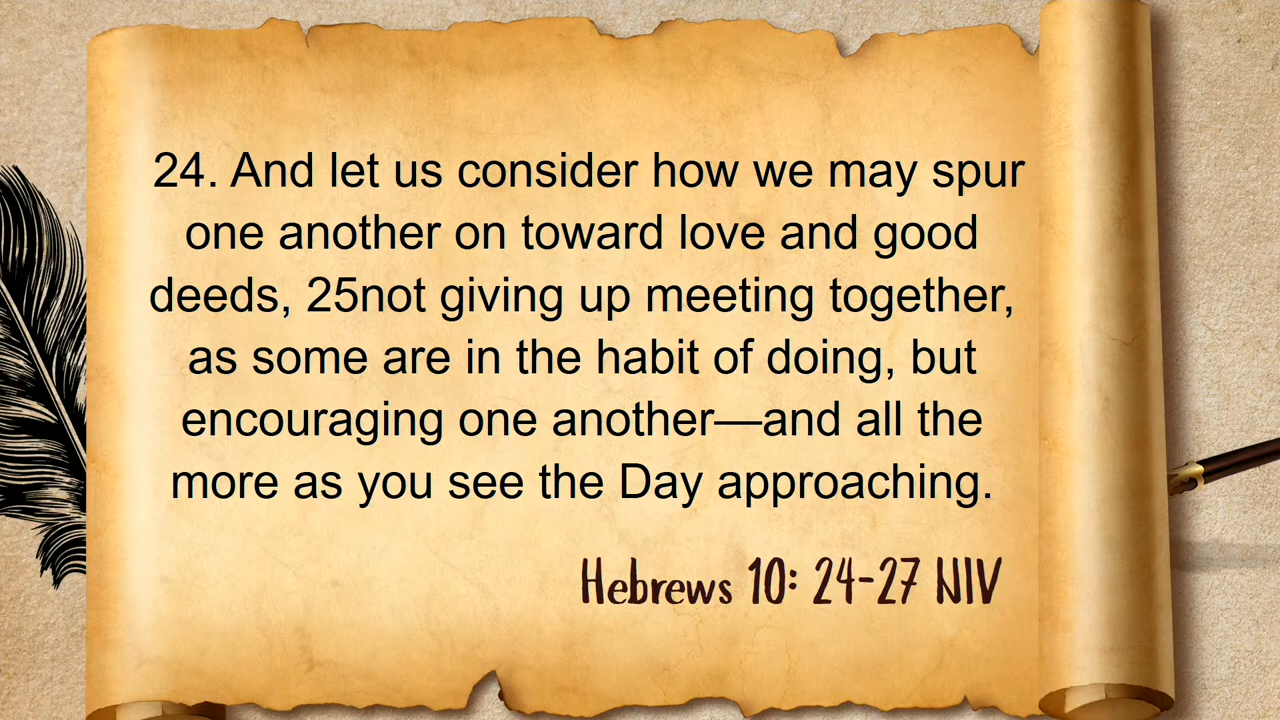 24. And let us consider how we may spur
one another on toward love and good
deeds, 25not giving up meeting together,
as some are in the habit of doing, but
encouraging one another—and all the
more as you see the Day approaching.
Hebrews 10: 24-27 NIV